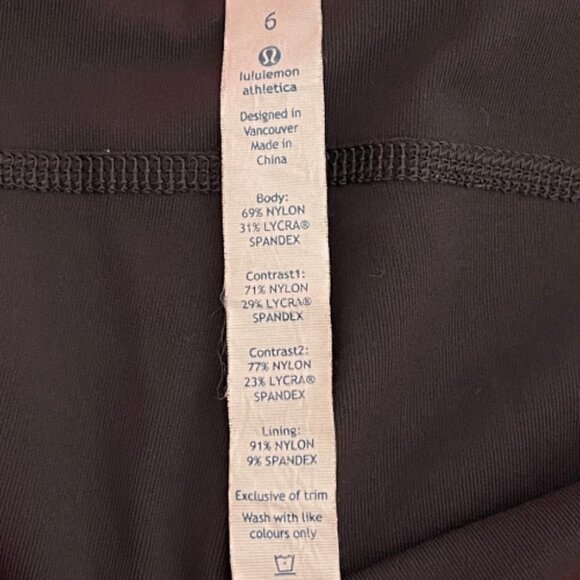 6
lululemon
athletica
Designed in
Vancouver
Made in
China
Body:
69% NYLON
31% LYCRA®
SPANDEX
Contrast1:
71% NYLON
29% LYCRA®
SPANDEX
Contrast2:
77% NYLON
23% LYCRA®
SPANDEX
Lining:
91% NYLON
9% SPANDEX
Exclusive of trim
Wash with like
colours only